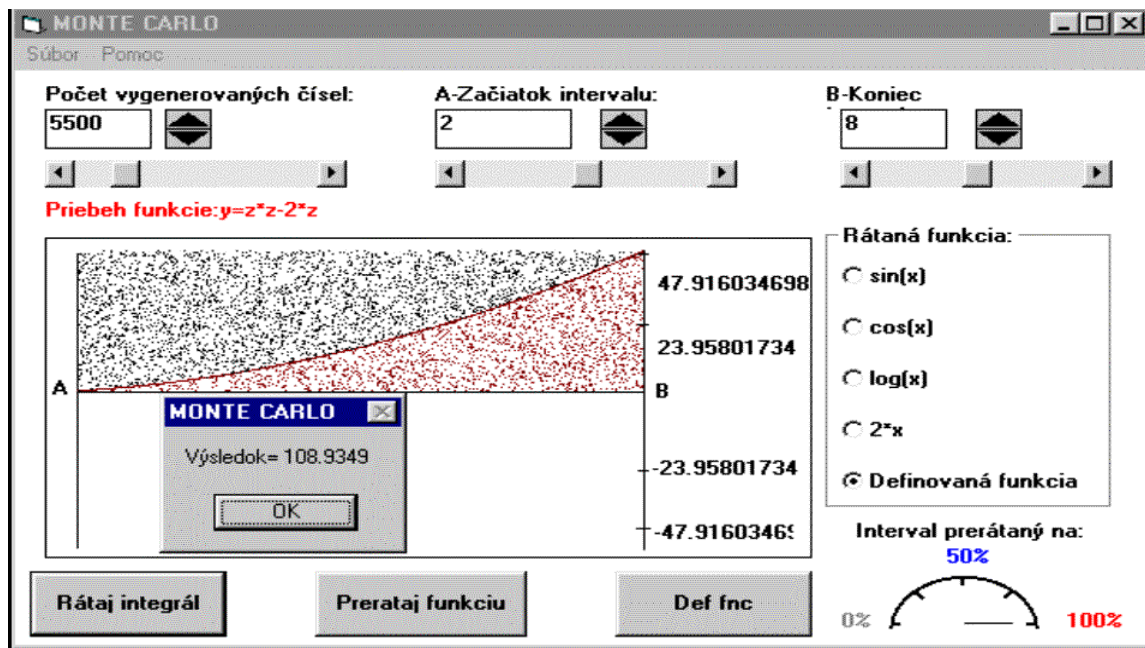 MONTE CARLO
Súbor Pomoc
Počet vygenerovaných čísel:
5500
A-Začiatok intervalu:
2
B-Koniec
8
Priebeh funkcie:y=z*z-2*z
47.916034698
23.95801734
A
B
-23.95801734
-47.9160346
MONTE CARLO
Výsledok= 108.9349
OK
Rátaná funkcia:
sin(x)
cos(x)
log(x)
2*x
Definovaná funkcia
Interval prerátaný na:
50%
0%
100%
Rátaj integrál
Prerataj funkciu
Def fnc